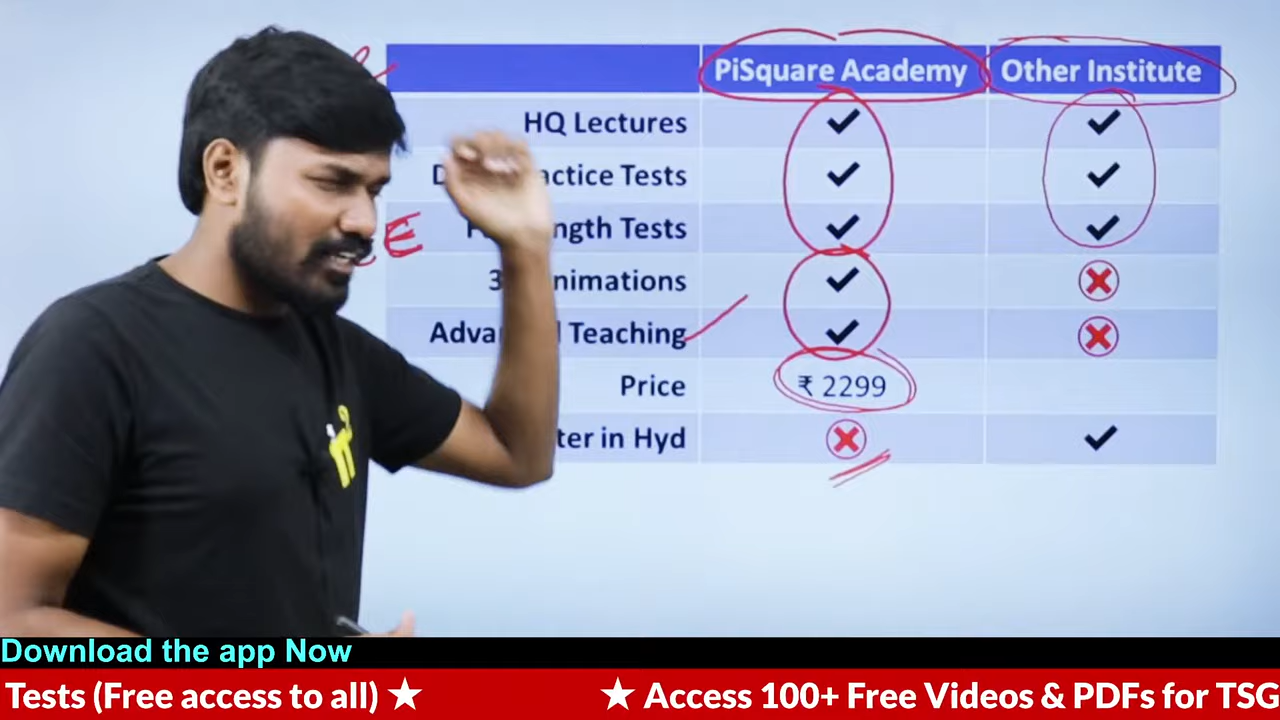 PiSquare Academy Other Institute
HQ Lectures ✔ ✔
D actice Tests ✔ ✔
ngth Tests ✔ ✔
3 nimations ✔ ✖
Adva Teaching ✔ ✖
Price ₹ 2299
ter in Hyd ✖ ✔
E
Download the app Now
Tests (Free access to all) ★ ★ Access 100+ Free Videos & PDFs for TSG